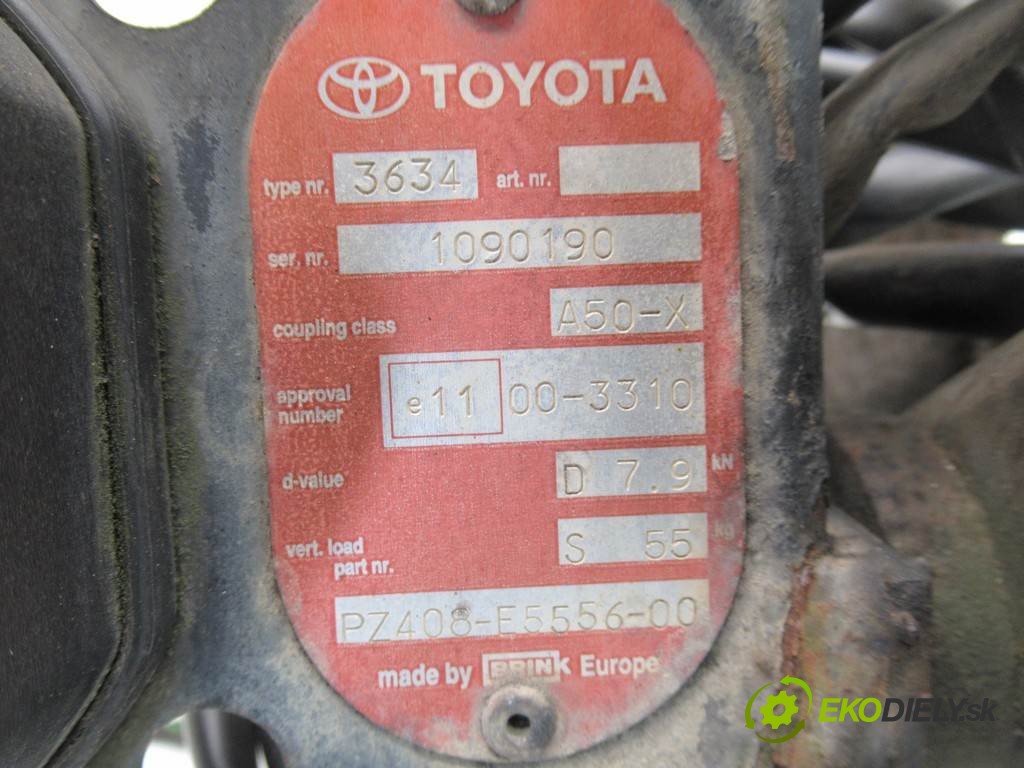 TOYOTA
type nr. 3634 art. nr.
ser. nr. 1090190
coupling class A50-X
approval number e11 00-3310
d-value D 7.9 kN
vert. load S 55 kg
part nr.
PZ408-E5556-00
made by BRINK Europe
EKODIELY.sk